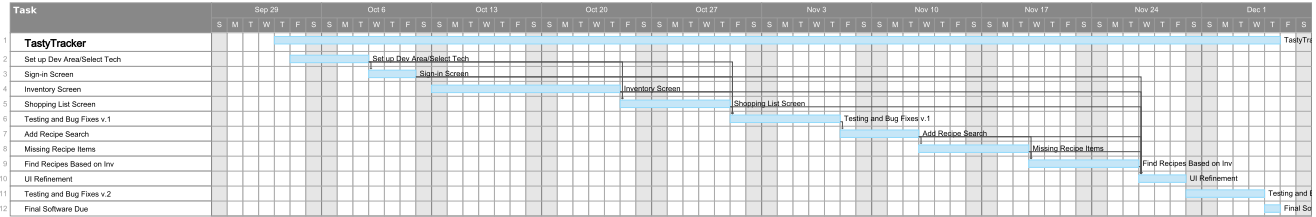 Task Sep 29 Oct 6 Oct 13 Oct 20 Oct 27 Nov 3 Nov 10 Nov 17 Nov 24 Dec 1
S M T W T F S S M T W T F S S M T W T F S S M T W T F S S M T W T F S S M T W T F S S M T W T F S S M T W T F S S M T W T F S S M T W T F S
1 TastyTracker TastyTra
2 Set up Dev Area/Select Tech Set up Dev Area/Select Tech
3 Sign-in Screen Sign-in Screen
4 Inventory Screen Inventory Screen
5 Shopping List Screen Shopping List Screen
6 Testing and Bug Fixes v.1 Testing and Bug Fixes v.1
7 Add Recipe Search Add Recipe Search
8 Missing Recipe Items Missing Recipe Items
9 Find Recipes Based on Inv Find Recipes Based on Inv
10 UI Refinement UI Refinement
11 Testing and Bug Fixes v.2 Testing and B
12 Final Software Due Final So